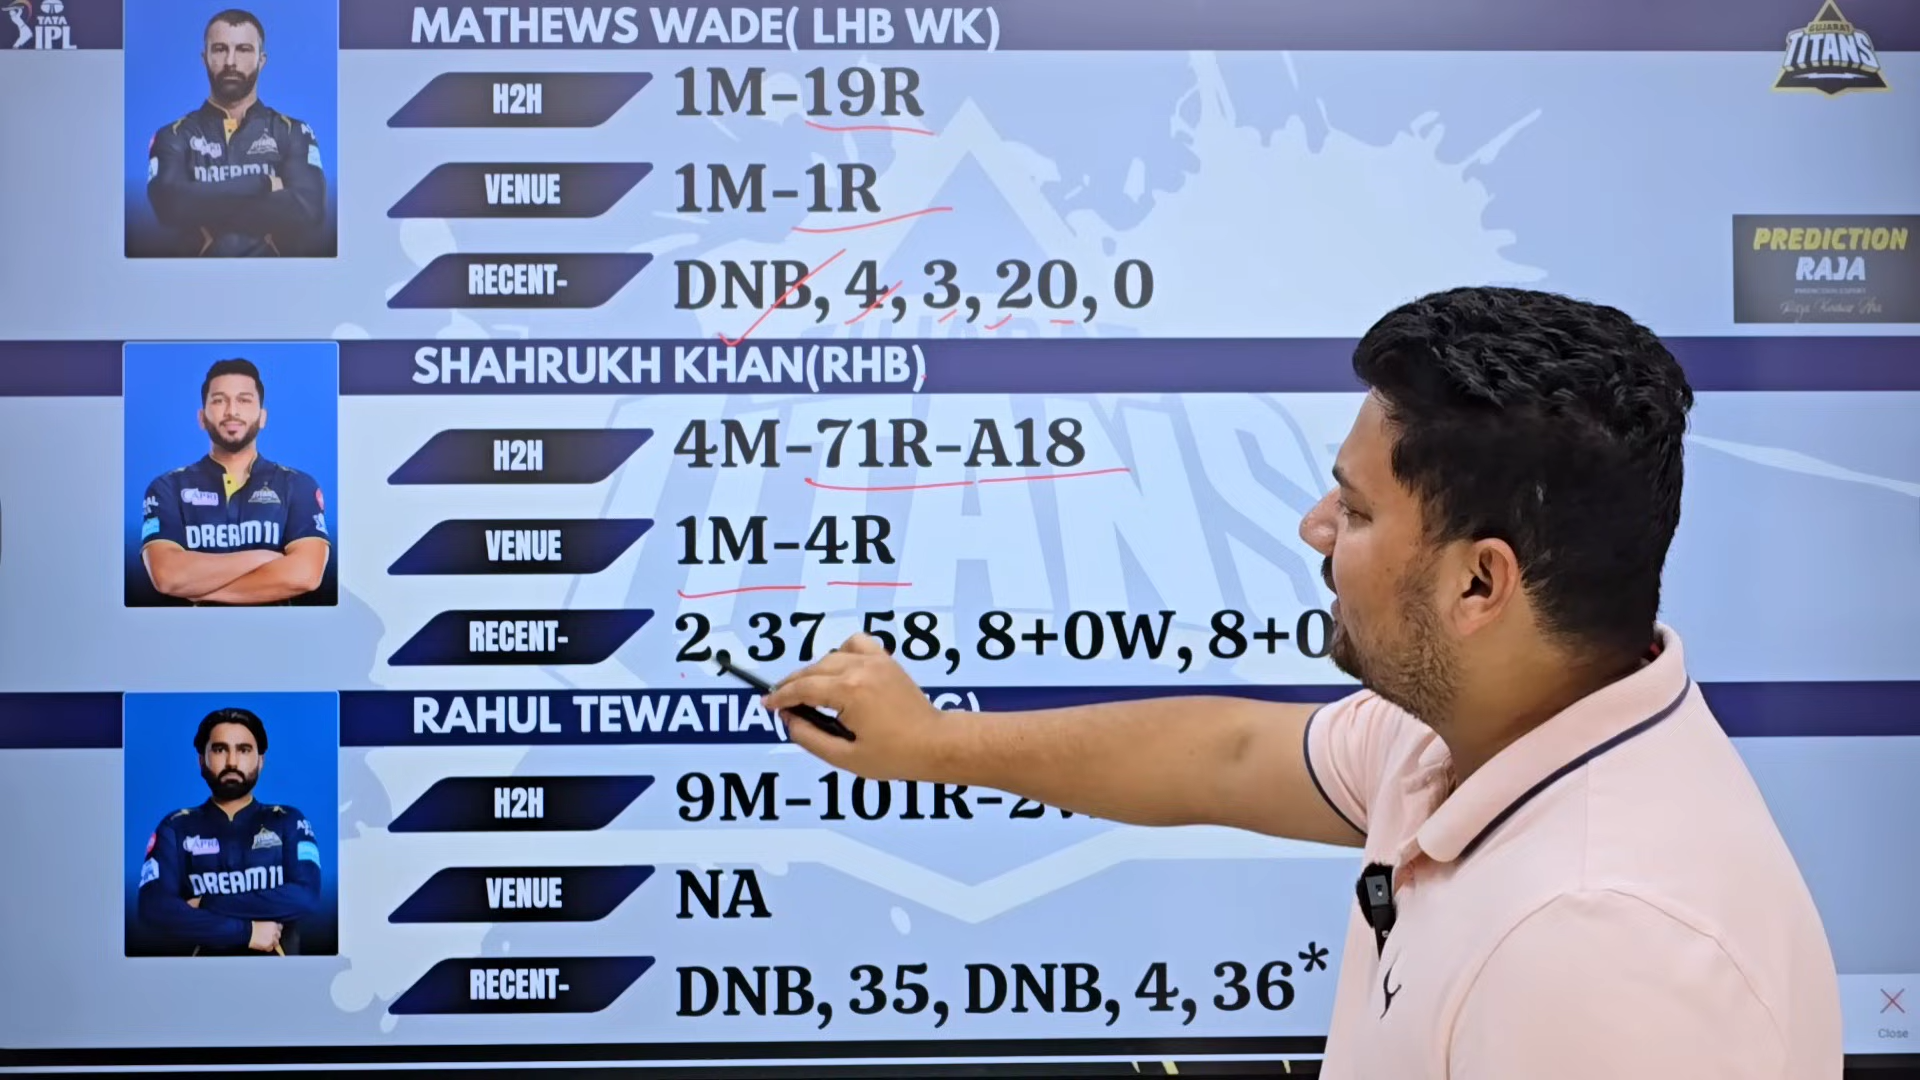 TATA
IPL
MATHEWS WADE( LHB WK)
GUJARAT
TITANS
H2H
1M-19R
VENUE
1M-1R
RECENT-
DNB, 4, 3, 20, 0
PREDICTION
RAJA
SHAHRUKH KHAN(RHB)
H2H
4M-71R-A18
VENUE
1M-4R
RECENT-
2, 37, 58, 8+0W, 8+0
CAPRI
DREAM11
RAHUL TEWATIA(
H2H
9M-101R-2
VENUE
NA
RECENT-
DNB, 35, DNB, 4, 36*
DREAM11
Close